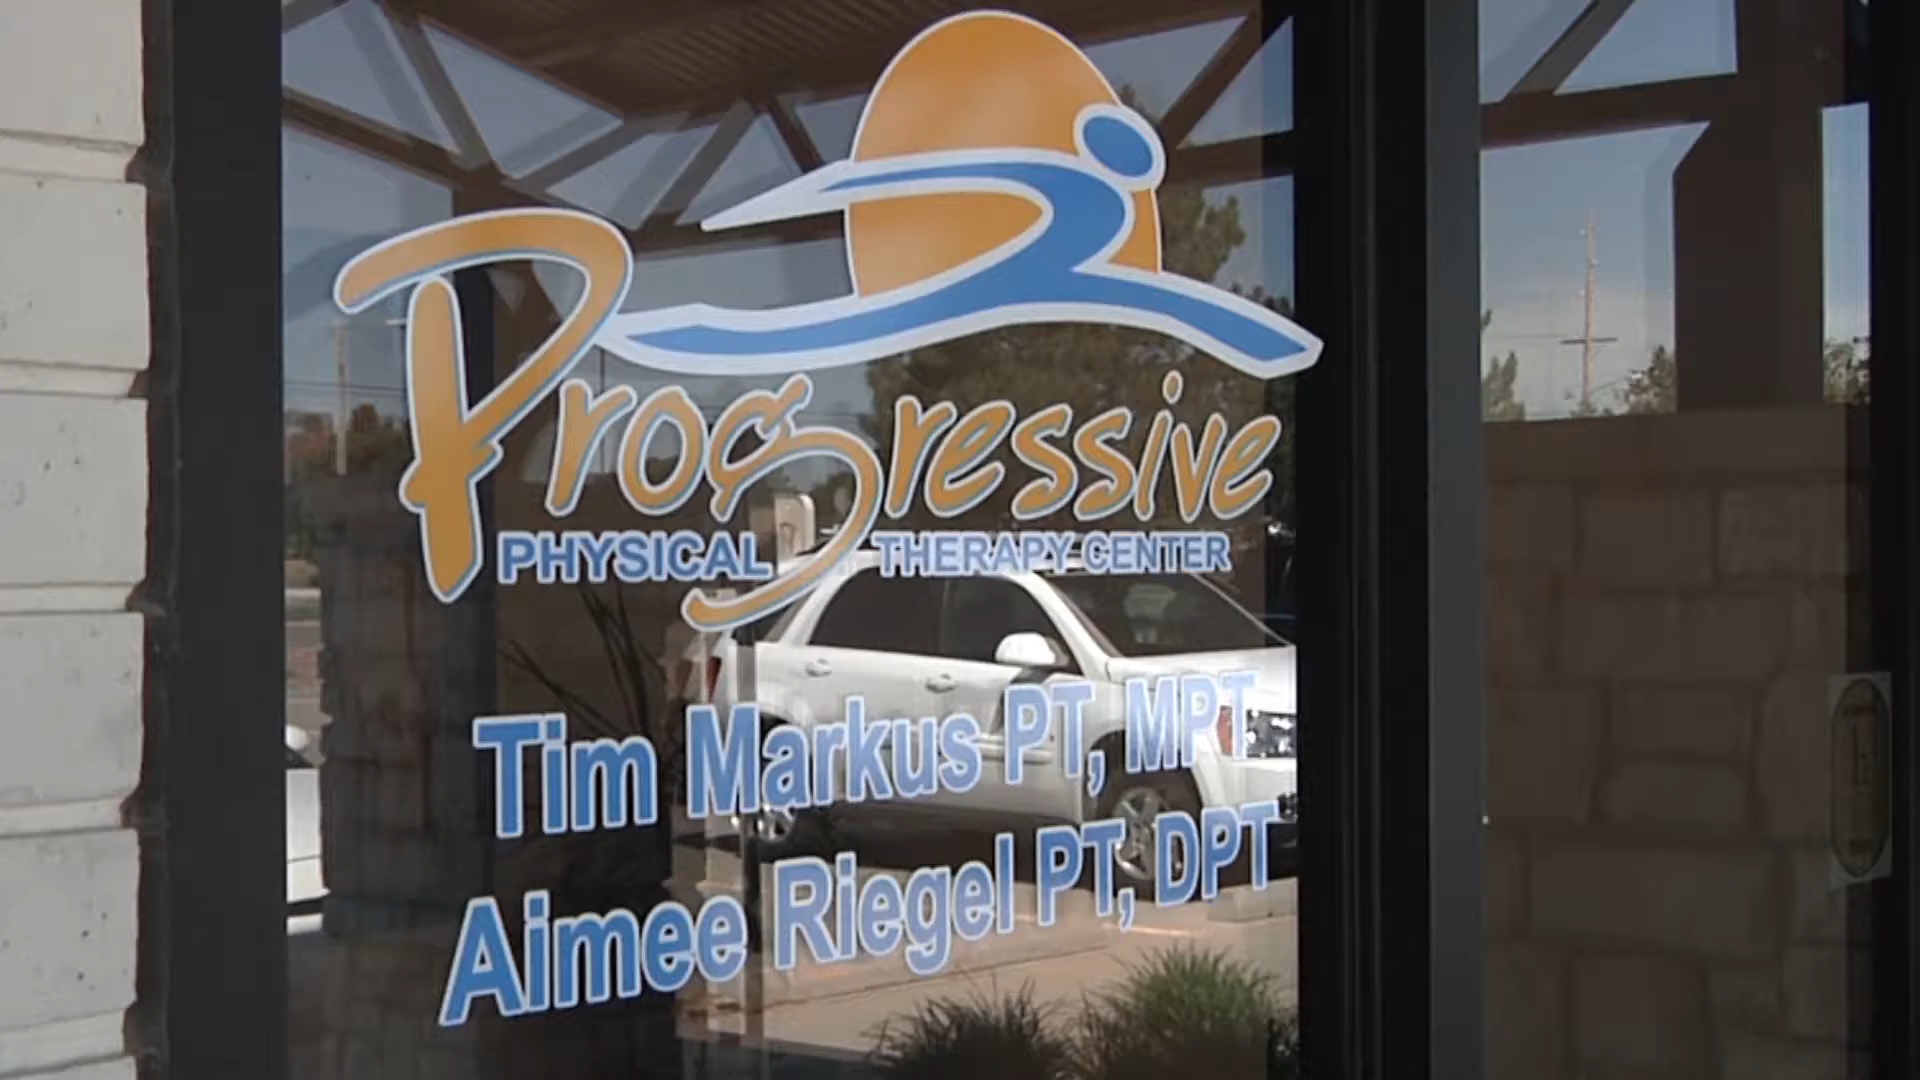 Progressive
PHYSICAL THERAPY CENTER
Tim Markus PT, MPT
Aimee Riegel PT, DPT